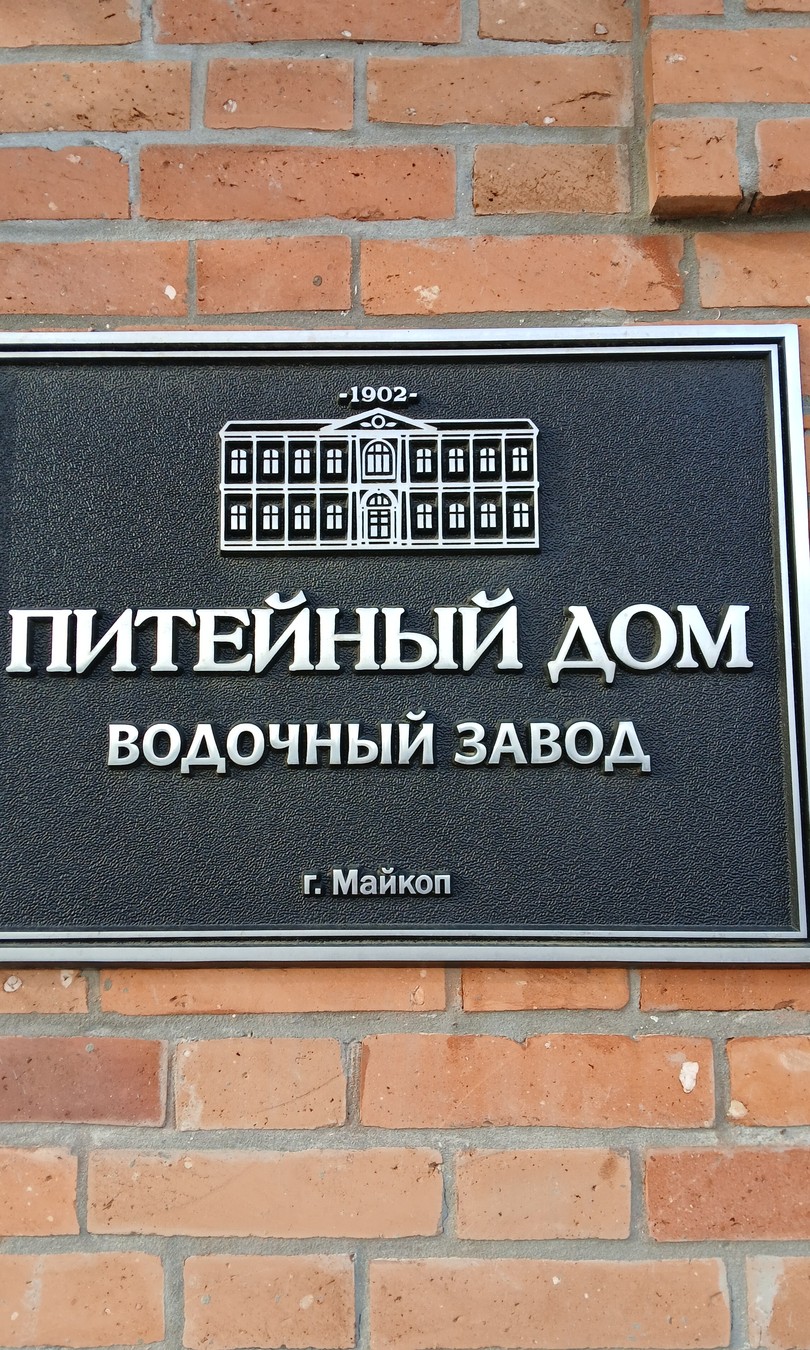 -1902-
ПИТЕЙНЫЙ ДОМ
ВОДОЧНЫЙ ЗАВОД
г. Майкоп